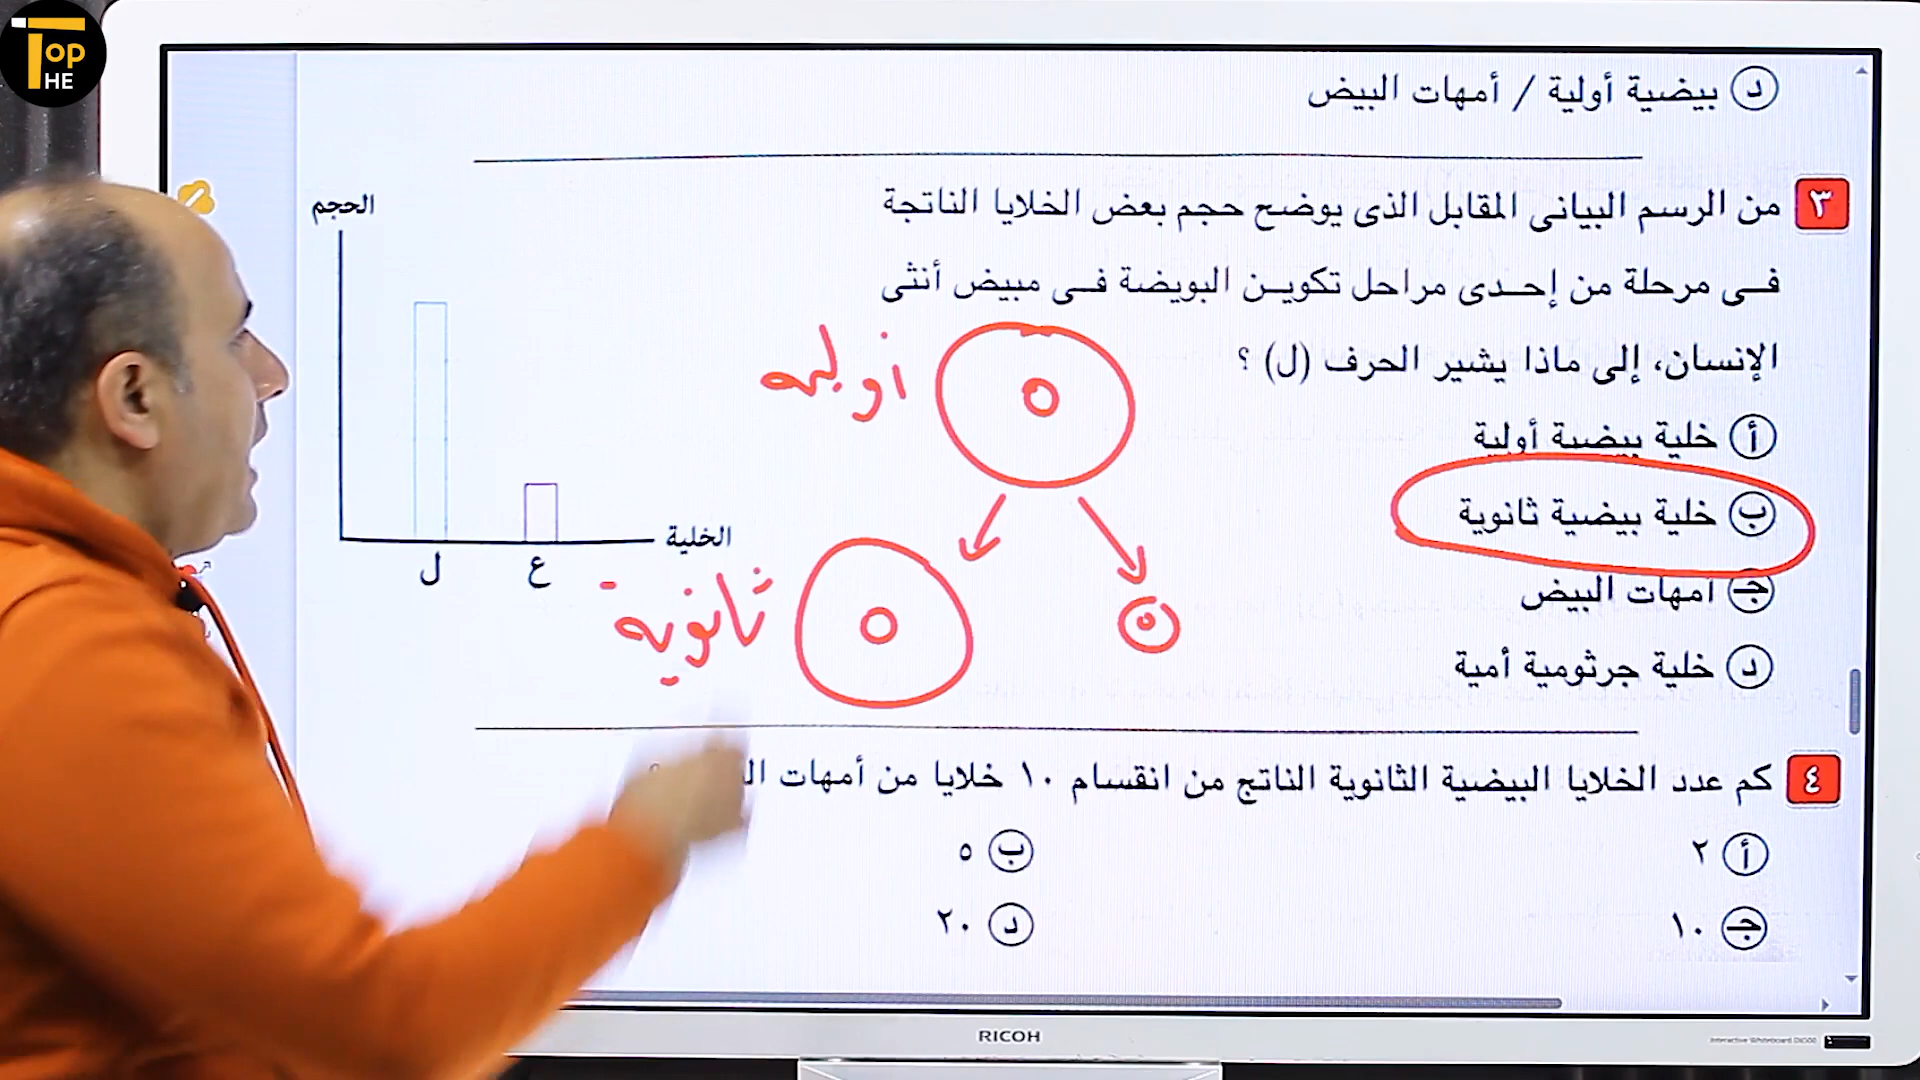 TOP
THE
د بيضية أولية / أمهات البيض
٣ من الرسم البيانى المقابل الذى يوضح حجم بعض الخلايا الناتجة
فى مرحلة من إحدى مراحل تكوين البويضة فى مبيض أنثى
الإنسان، إلى ماذا يشير الحرف (ل) ؟
الحجم
الخلية
ل
ع
أولية
ثانوية
أ خلية بيضية أولية
ب خلية بيضية ثانوية
ج أمهات البيض
د خلية جرثومية أمية
٤ كم عدد الخلايا البيضية الثانوية الناتج من انقسام ١٠ خلايا من أمهات
أ ٢
ب ٥
ج ١٠
د ٢٠
RICOH